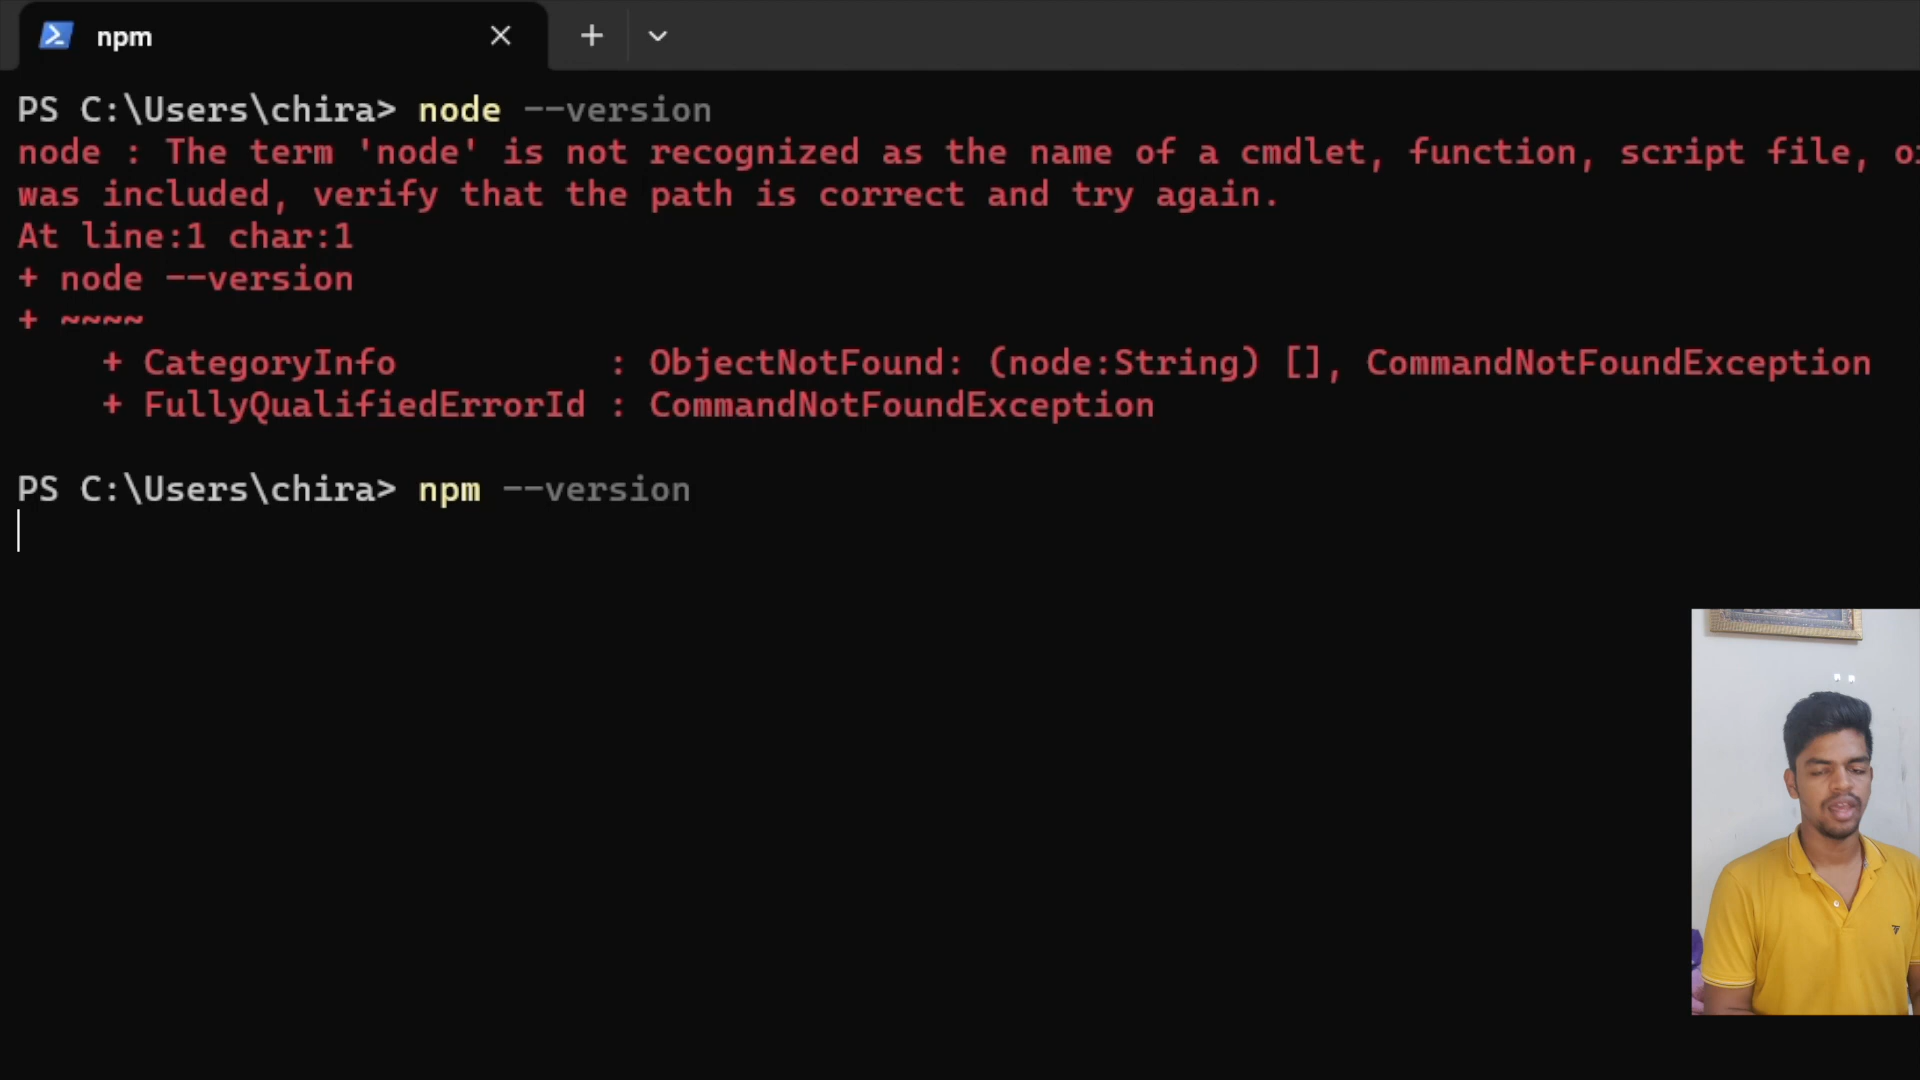 npm
PS C:\Users\chira> node --version
node : The term 'node' is not recognized as the name of a cmdlet, function, script file,
was included, verify that the path is correct and try again.
At line:1 char:1
+ node --version
+ ~~~~
+ CategoryInfo : ObjectNotFound: (node:String) [], CommandNotFoundException
+ FullyQualifiedErrorId : CommandNotFoundException
PS C:\Users\chira> npm --version